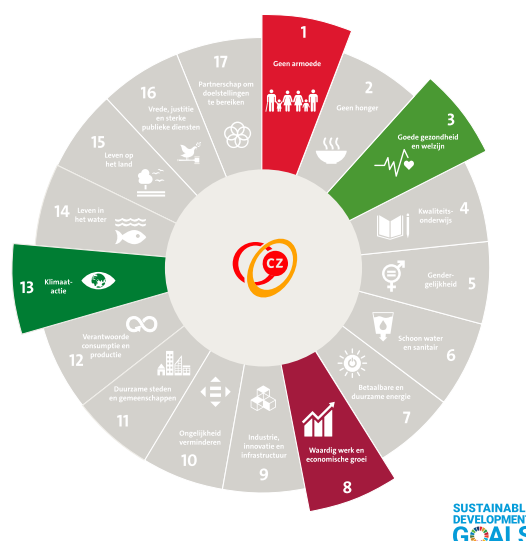 1
Geen armoede
2
Geen honger
3
Goede gezondheid
en welzijn
4
Kwaliteits-
onderwijs
Gender-
gelijkheid
5
Schoon water
en sanitair
6
Betaalbare en
duurzame energie
7
Waardig werk en
economische groei
8
Industrie,
innovatie en
infrastructuur
9
Ongelijkheid
verminderen
10
Duurzame steden
en gemeenschappen
11
Verantwoorde
consumptie en
productie
12
13
Klimaat-
actie
14
Leven in
het water
15
Leven op
het land
16
Vrede, justitie
en sterke
publieke diensten
17
Partnerschap om
doelstellingen
te bereiken
CZ
SUSTAINABL
DEVELOPMENT
GOALS